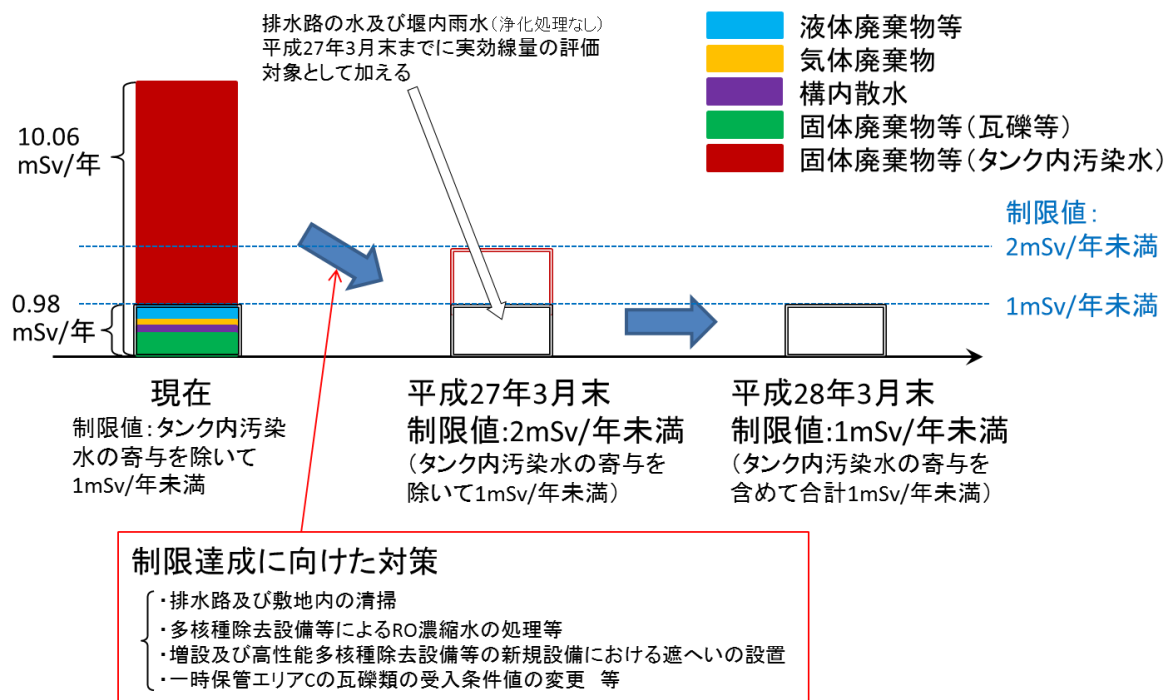 排水路の水及び堰内雨水(浄化処理なし)
平成27年3月末までに実効線量の評価
対象として加える
液体廃棄物等
気体廃棄物
構内散水
固体廃棄物等(瓦礫等)
固体廃棄物等(タンク内汚染水)
10.06
mSv/年
制限値:
2mSv/年未満
0.98
mSv/年
1mSv/年未満
現在
制限値:タンク内汚染
水の寄与を除いて
1mSv/年未満
平成27年3月末
制限値:2mSv/年未満
(タンク内汚染水の寄与を
除いて1mSv/年未満)
平成28年3月末
制限値:1mSv/年未満
(タンク内汚染水の寄与を
含めて合計1mSv/年未満)
制限達成に向けた対策
・排水路及び敷地内の清掃
・多核種除去設備等によるRO濃縮水の処理等
・増設及び高性能多核種除去設備等の新規設備における遮へいの設置
・一時保管エリアCの瓦礫類の受入条件値の変更 等